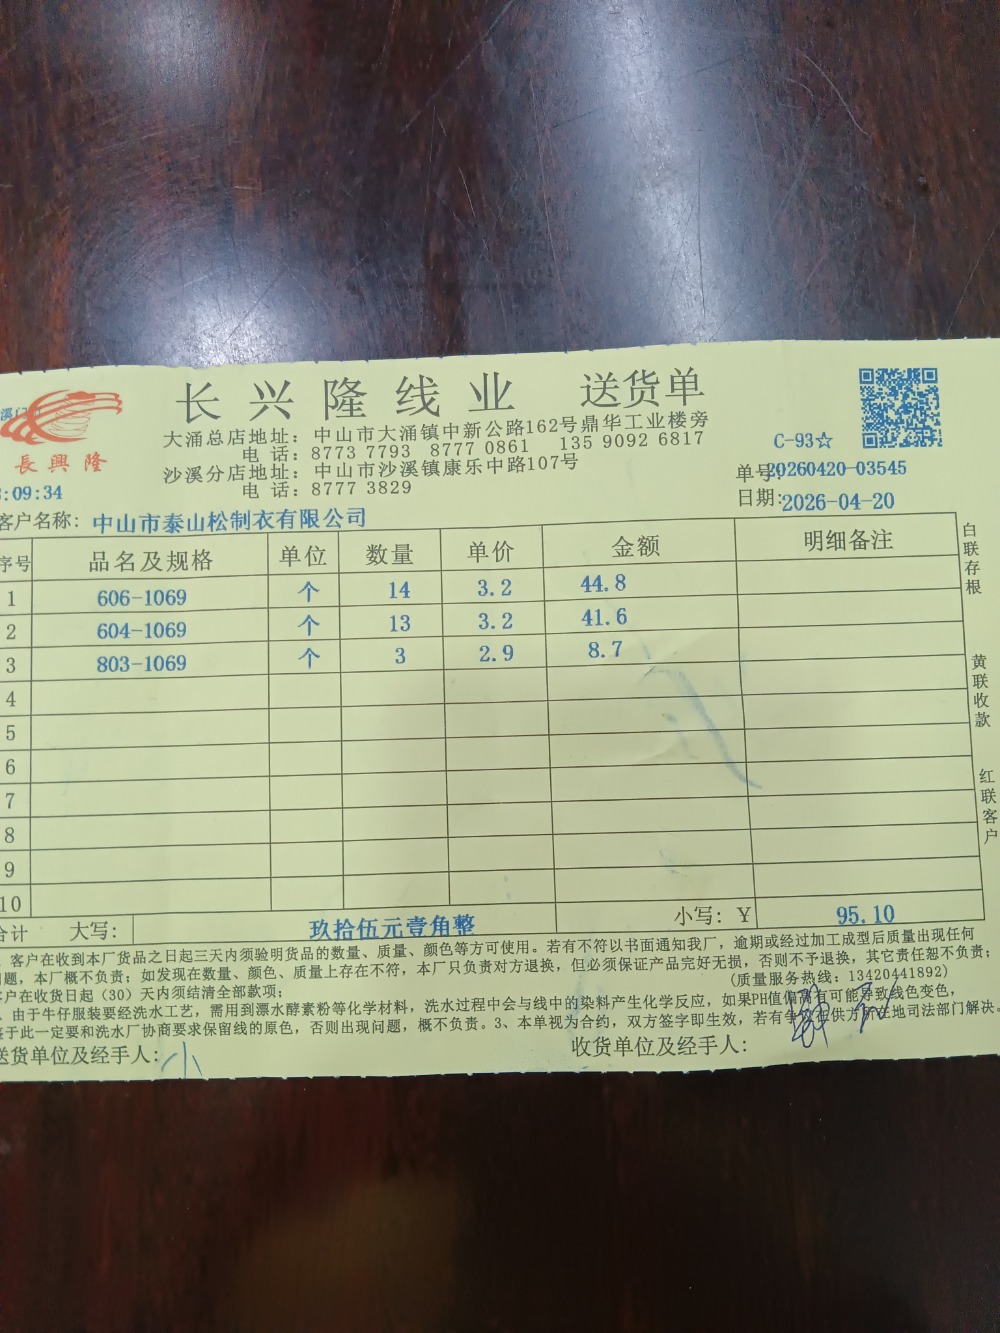 长兴隆线业 送货单
長興隆
大涌总店地址：中山市大涌镇中新公路162号鼎华工业楼旁
电 话：8773 7793 8777 0861 135 9092 6817
沙溪分店地址：中山市沙溪镇康乐中路107号
电 话：8777 3829
C-93☆
单号:20260420-03545
:09:34
日期:2026-04-20
客户名称：中山市泰山松制衣有限公司
序号 品名及规格 单位 数量 单价 金额 明细备注
1 606-1069 个 14 3.2 44.8
2 604-1069 个 13 3.2 41.6
3 803-1069 个 3 2.9 8.7
4
5
6
7
8
9
10
合计 大写: 玖拾伍元壹角整 小写：￥ 95.10
白联存根
黄联收款
红联客户
客户在收到本厂货品之日起三天内须验明货品的数量、质量、颜色等方可使用。若有不符以书面通知我厂，逾期或经过加工成型后质量出现任何
问题，本厂概不负责；如发现在数量、颜色、质量上存在不符，本厂只负责对方退换，但必须保证产品完好无损，否则不予退换，其它责任恕不负责；
(质量服务热线：13420441892)
客户在收货日起（30）天内须结清全部款项；
、由于牛仔服装要经洗水工艺，需用到漂水酵素粉等化学材料，洗水过程中会与线中的染料产生化学反应，如果PH值偏离有可能导致线色变色，
鉴于此一定要和洗水厂协商要求保留线的原色，否则出现问题，概不负责。3、本单视为合约，双方签字即生效，若有争议在供方所在地司法部门解决。
送货单位及经手人：小
收货单位及经手人：